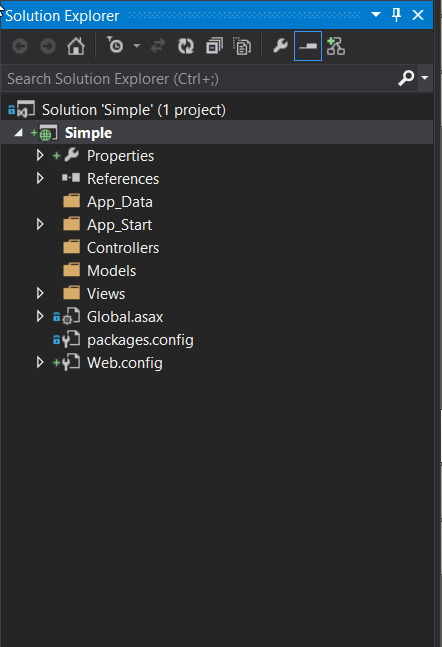 Solution Explorer
Search Solution Explorer (Ctrl+;)
Solution 'Simple' (1 project)
Simple
Properties
References
App_Data
App_Start
Controllers
Models
Views
Global.asax
packages.config
Web.config